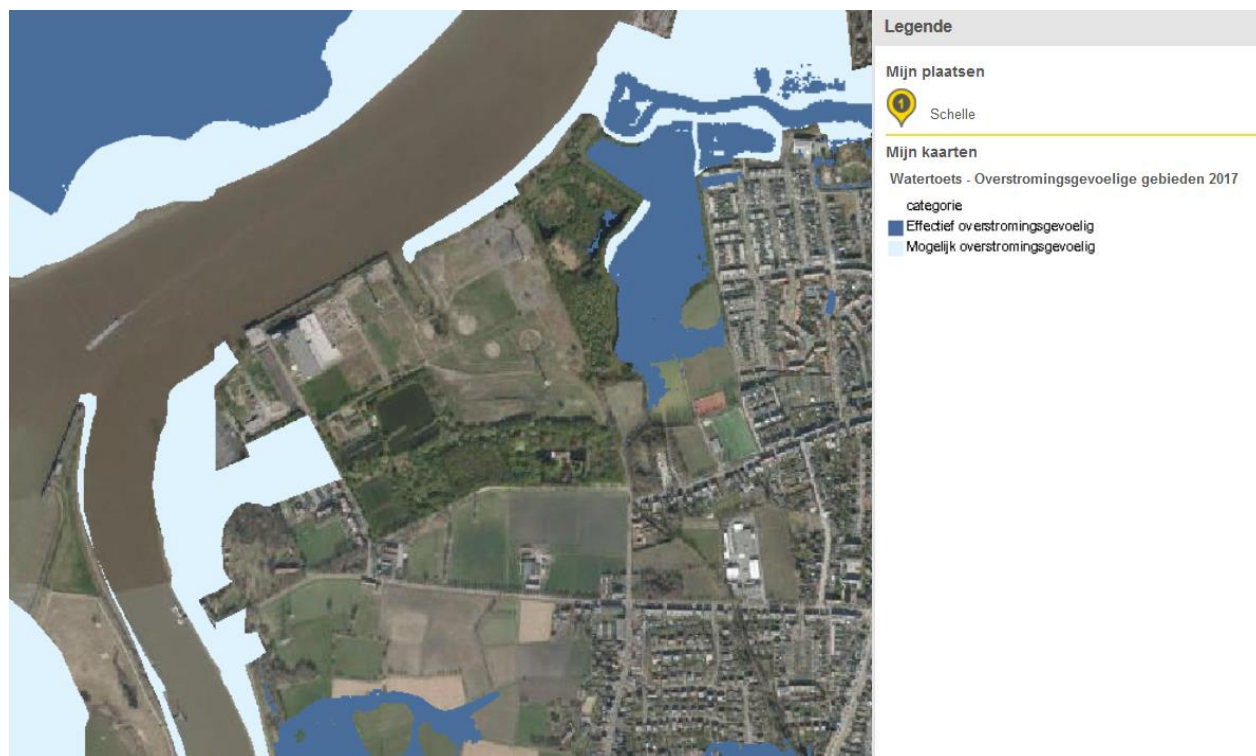 Legende
Mijn plaatsen
1
Schelle
Mijn kaarten
Watertoets - Overstromingsgevoelige gebieden 2017
categorie
Effectief overstromingsgevoelig
Mogelijk overstromingsgevoelig